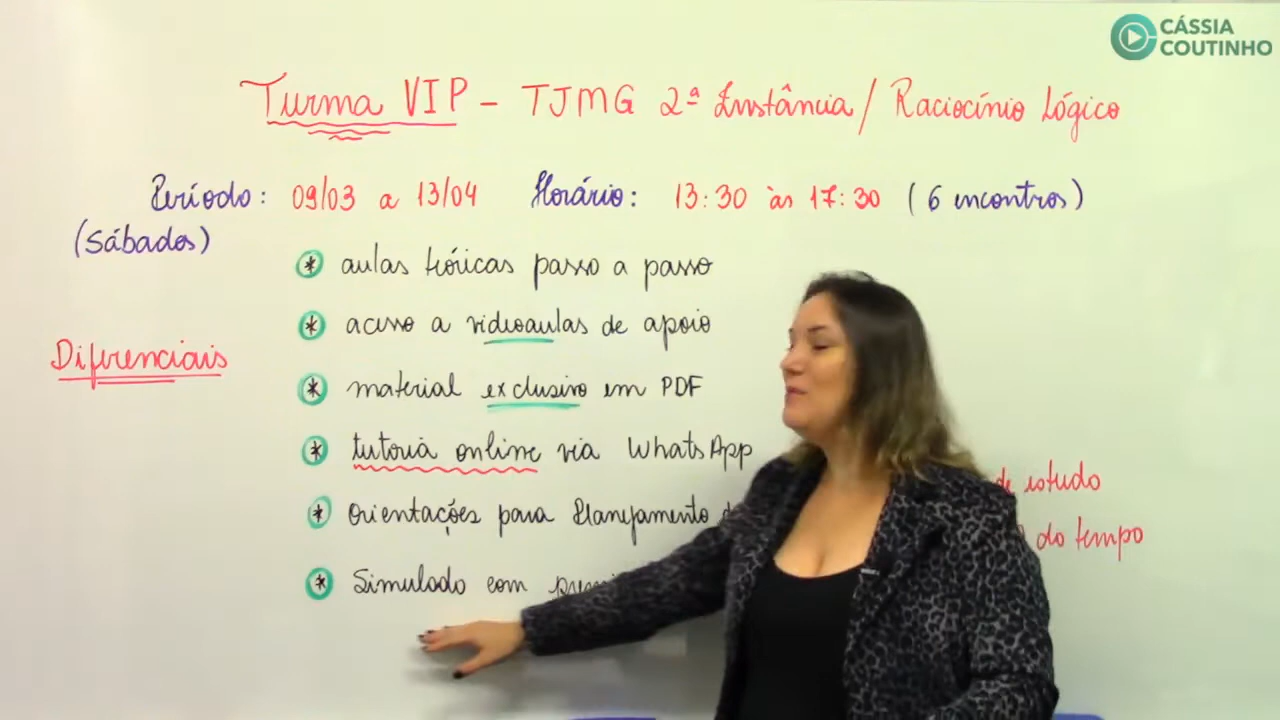 CÁSSIA
COUTINHO
Turma VIP - TJMG 2ª Instância / Raciocínio Lógico
Período: 09/03 a 13/04 Horário: 13:30 às 17:30 (6 encontros)
(Sábados)
* aulas teóricas passo a passo
* acesso a videoaulas de apoio
Diferenciais
* material exclusivo em PDF
* tutoria online via WhatsApp
de estudo
* Orientações para Planejamento
do tempo
* Simulado com